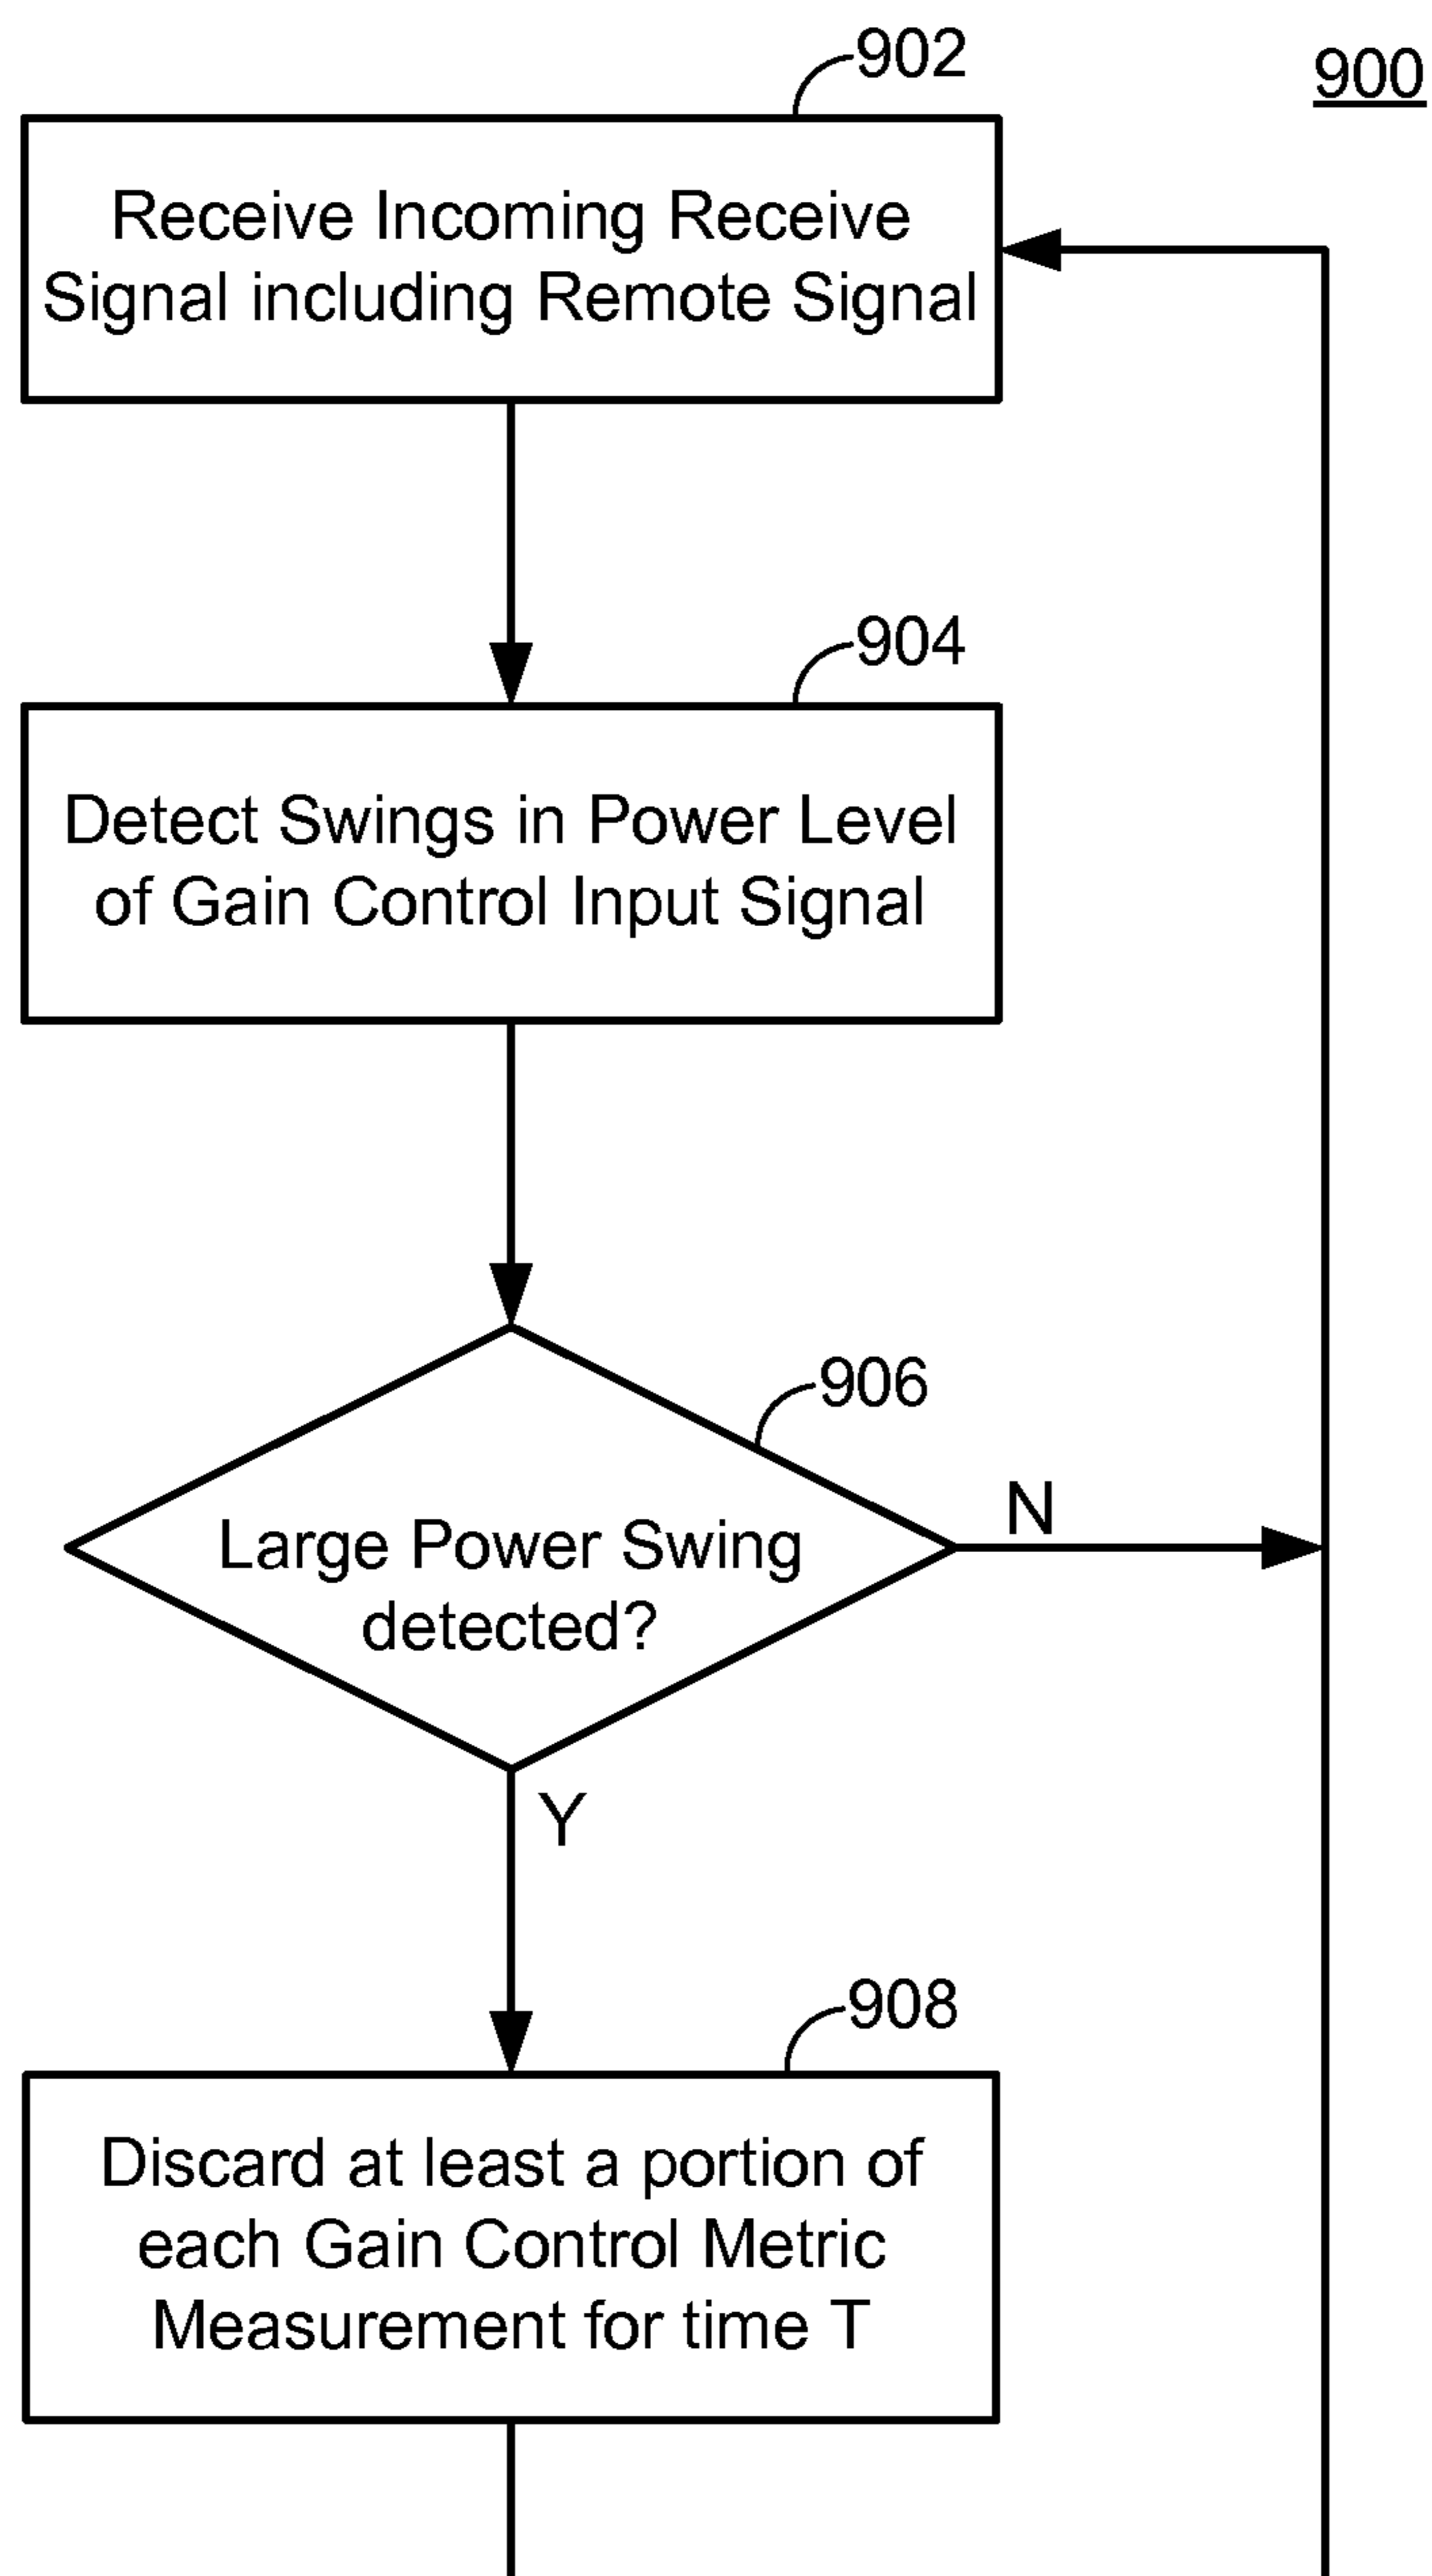 902
900
Receive Incoming Receive
Signal including Remote Signal
904
Detect Swings in Power Level
of Gain Control Input Signal
906
Large Power Swing
detected?
N
Y
908
Discard at least a portion of
each Gain Control Metric
Measurement for time T